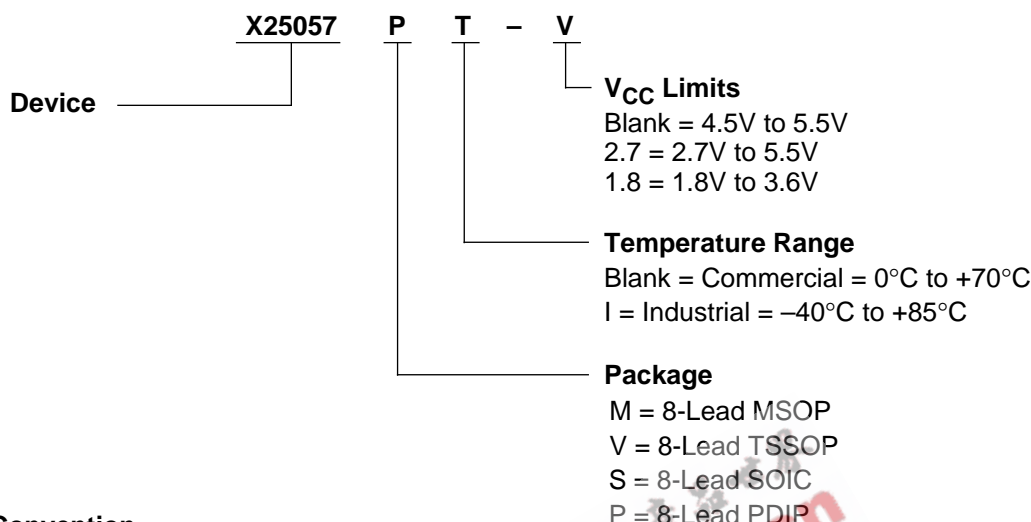 X25057 P T – V
Device
VCC Limits
Blank = 4.5V to 5.5V
2.7 = 2.7V to 5.5V
1.8 = 1.8V to 3.6V
Temperature Range
Blank = Commercial = 0°C to +70°C
I = Industrial = –40°C to +85°C
Package
M = 8-Lead MSOP
V = 8-Lead TSSOP
S = 8-Lead SOIC
P = 8-Lead PDIP